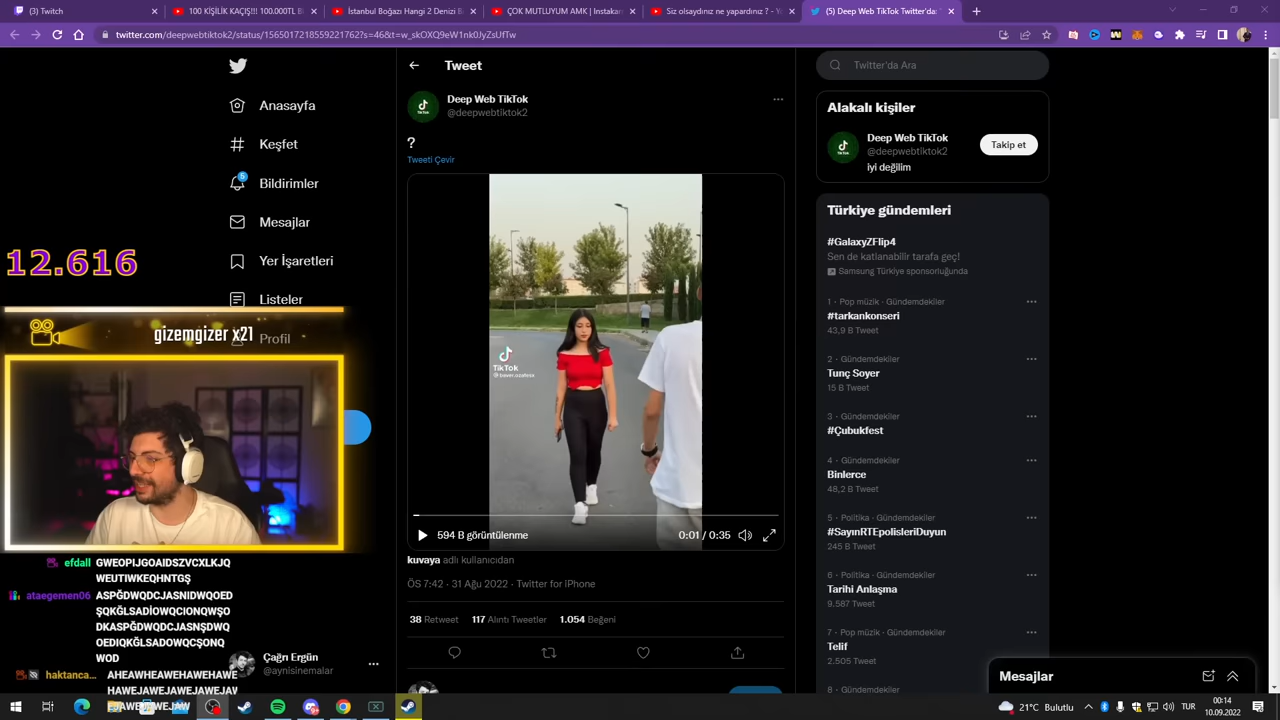 (3) Twitch
100 KİŞİLİK KAÇIŞ!!! 100.000TL B
İstanbul Boğazı Hangi 2 Denizi B
ÇOK MUTLUYUM AMK | Instakar
Siz olsaydınız ne yapardınız ? - Yo
(5) Deep Web TikTok Twitter'da:
twitter.com/deepwebtiktok2/status/1565017218559221762?s=46&t=w_skOXQ9eW1nk0JyZsUfTw
Anasayfa
Keşfet
5
Bildirimler
Mesajlar
Yer İşaretleri
Listeler
Profil
12.616
gizemgizer x21
efdall GWEOPIJGOAIDSZVCXLKJQ
WEUTIWKEQHNTGŞ
ataegemen06 ASPĞDWQDCJASNIDWQOED
ŞQKĞLSADİOWQCIONQWŞO
DKASPĞDWQDCJASNŞDWQ
OEDIQKĞLSADOWQCŞONQ
WOD
haktanca... AHEAWHEAWEHAWEHAWE
HAWEJAWEJAWEJAWEJAW
Çağrı Ergün
@aynisinemalar
Tweet
Deep Web TikTok
@deepwebtiktok2
?
Tweeti Çevir
TikTok
594 B görüntülenme
0:01 / 0:35
kuvaya adlı kullanıcıdan
ÖS 7:42 · 31 Ağu 2022 · Twitter for iPhone
38 Retweet 117 Alıntı Tweetler 1.054 Beğeni
Twitter'da Ara
Alakalı kişiler
Deep Web TikTok
@deepwebtiktok2
Takip et
iyi değilim
Türkiye gündemleri
#GalaxyZFlip4
Sen de katlanabilir tarafa geç!
Samsung Türkiye sponsorluğunda
1 · Pop müzik · Gündemdekiler
#tarkankonseri
43,9 B Tweet
2 · Gündemdekiler
Tunç Soyer
15 B Tweet
3 · Gündemdekiler
#Çubukfest
4 · Gündemdekiler
Binlerce
48,2 B Tweet
5 · Politika · Gündemdekiler
#SayınRTEpolisleriDuyun
245 B Tweet
6 · Politika · Gündemdekiler
Tarihi Anlaşma
9.587 Tweet
7 · Pop müzik · Gündemdekiler
Telif
2.505 Tweet
8 · Gündemdekiler
Mesajlar
21°C Bulutlu
TUR
00:14
10.09.2022